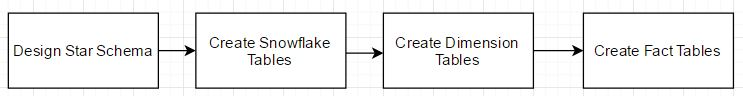 Design Star Schema
Create Snowflake
Tables
Create Dimension
Tables
Create Fact Tables